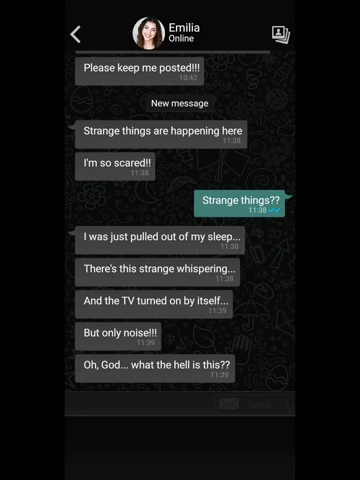 Emilia
Online
Please keep me posted!!!
10:42
New message
Strange things are happening here
11:38
I'm so scared!!
11:38
Strange things??
11:38
I was just pulled out of my sleep...
11:38
There's this strange whispering...
11:38
And the TV turned on by itself...
11:39
But only noise!!!
11:39
Oh, God... what the hell is this??
11:39
Send